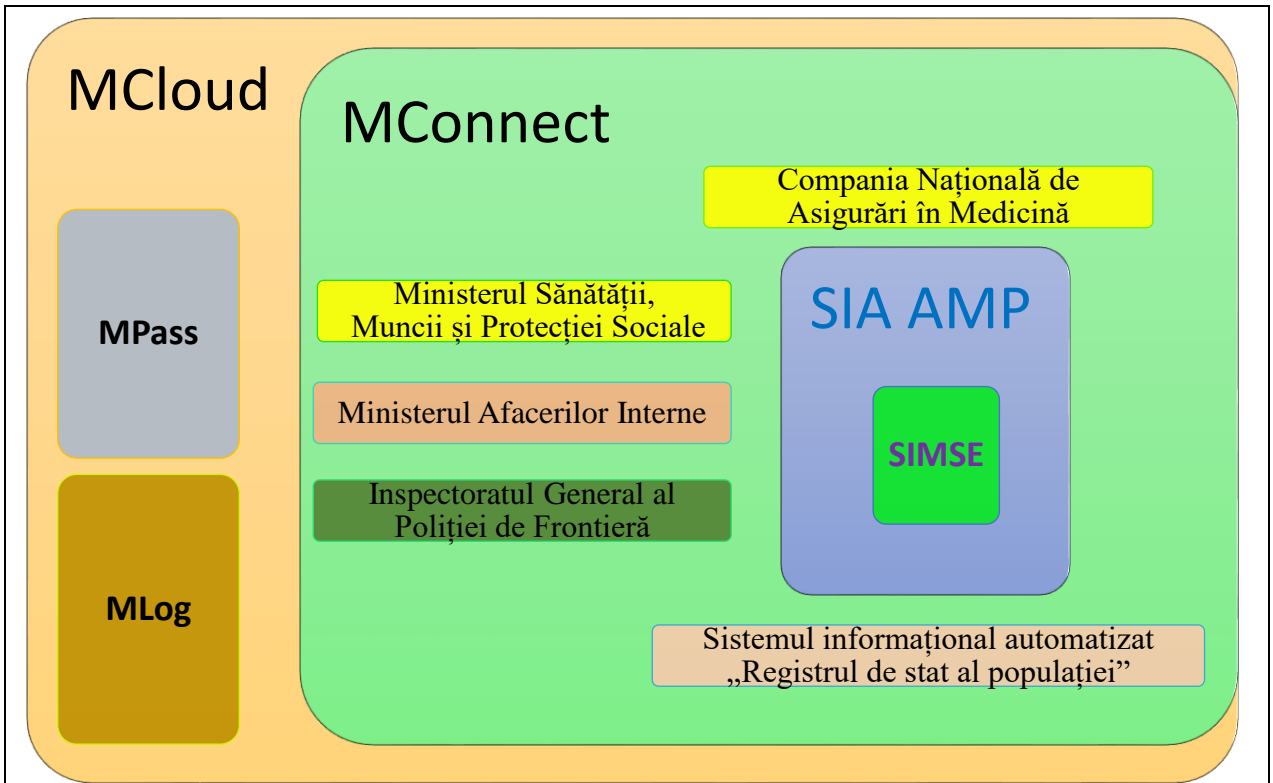 MCloud
MConnect
Compania Națională de
Asigurări în Medicină
MPass
Ministerul Sănătății,
Muncii și Protecției Sociale
SIA AMP
Ministerul Afacerilor Interne
SIMSE
Inspectoratul General al
Poliției de Frontieră
MLog
Sistemul informațional automatizat
„Registrul de stat al populației”